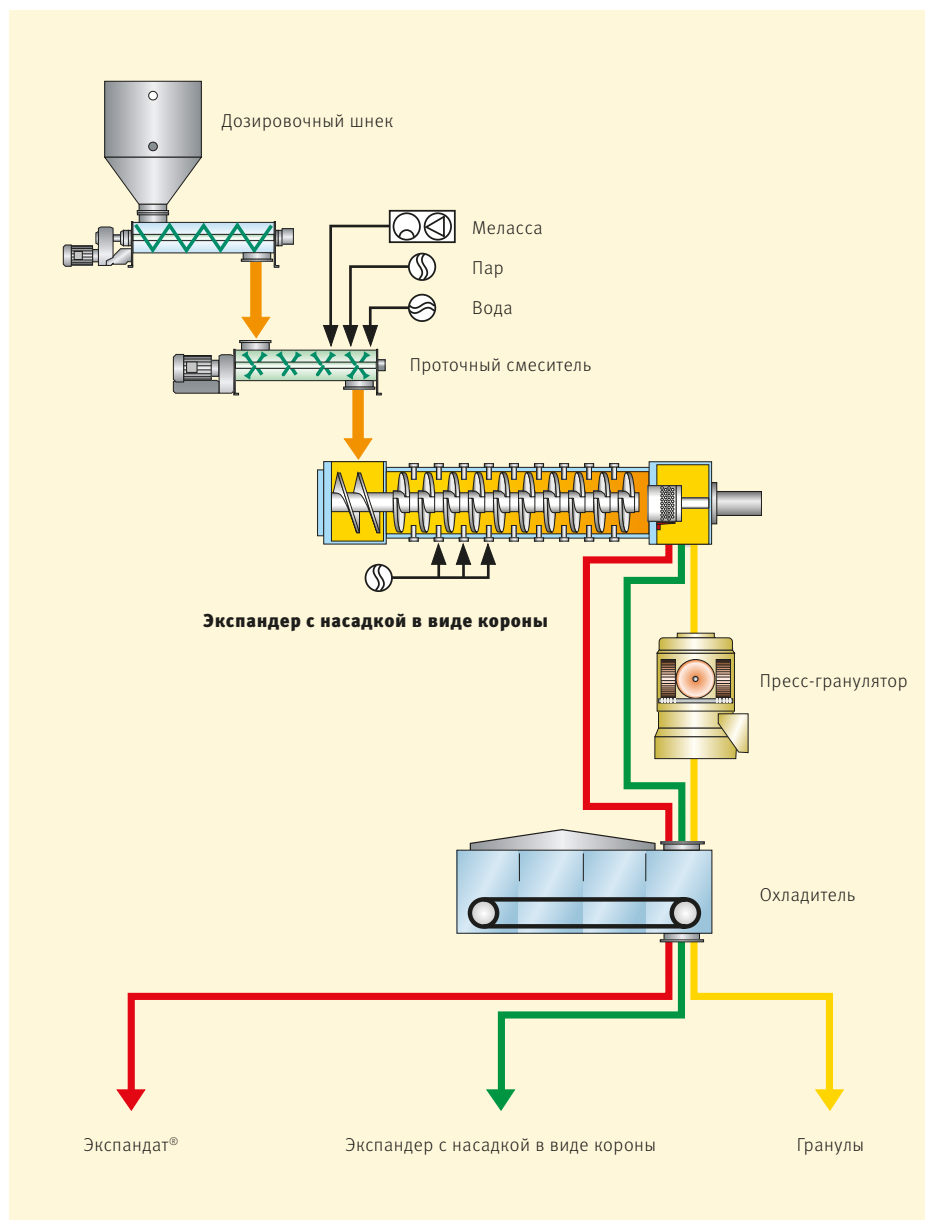 Дозировочный шнек
Меласса
Пар
Вода
Проточный смеситель
Экспандер с насадкой в виде короны
Пресс-гранулятор
Охладитель
Экспандат®
Экспандер с насадкой в виде короны
Гранулы